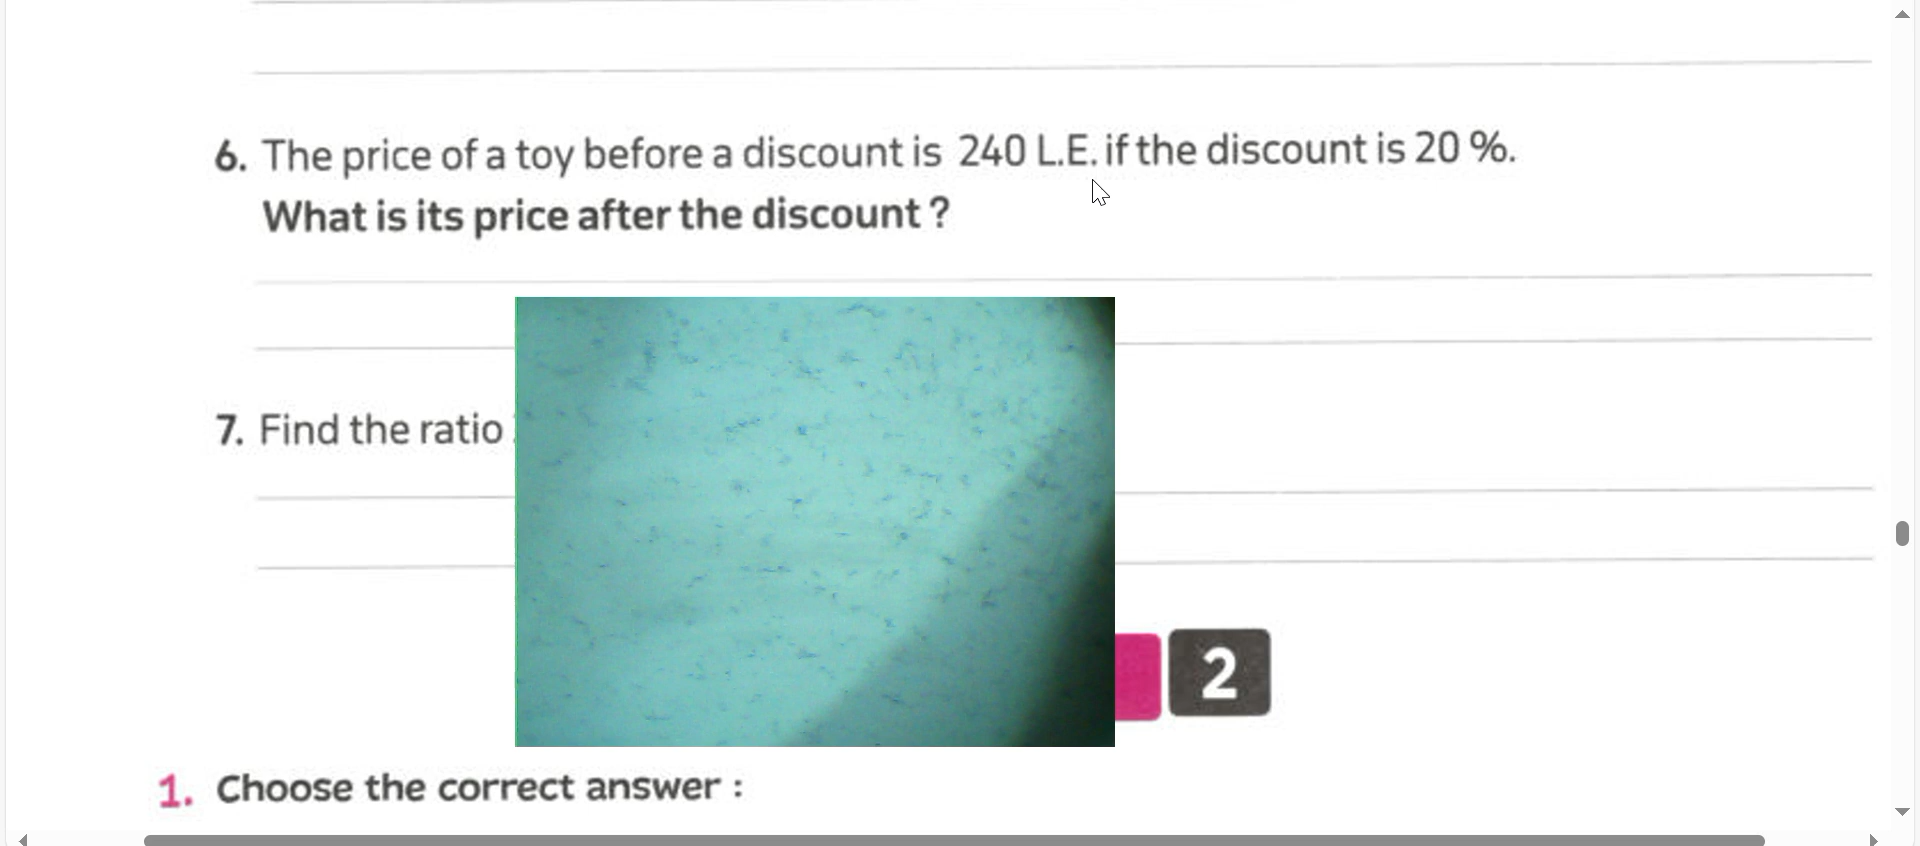 6. The price of a toy before a discount is 240 L.E. if the discount is 20 %.
What is its price after the discount ?
7. Find the ratio
2
1. Choose the correct answer :